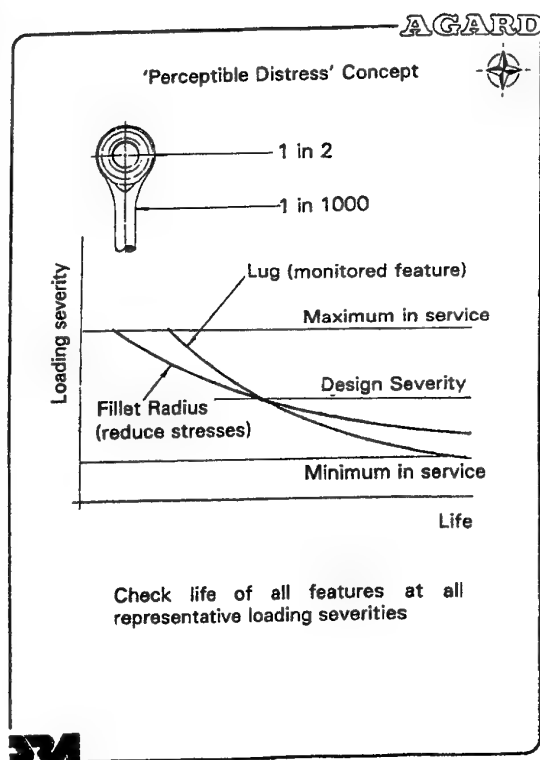 AGARD
'Perceptible Distress' Concept
1 in 2
1 in 1000
Loading severity
Lug (monitored feature)
Maximum in service
Design Severity
Fillet Radius
(reduce stresses)
Minimum in service
Life
Check life of all features at all
representative loading severities